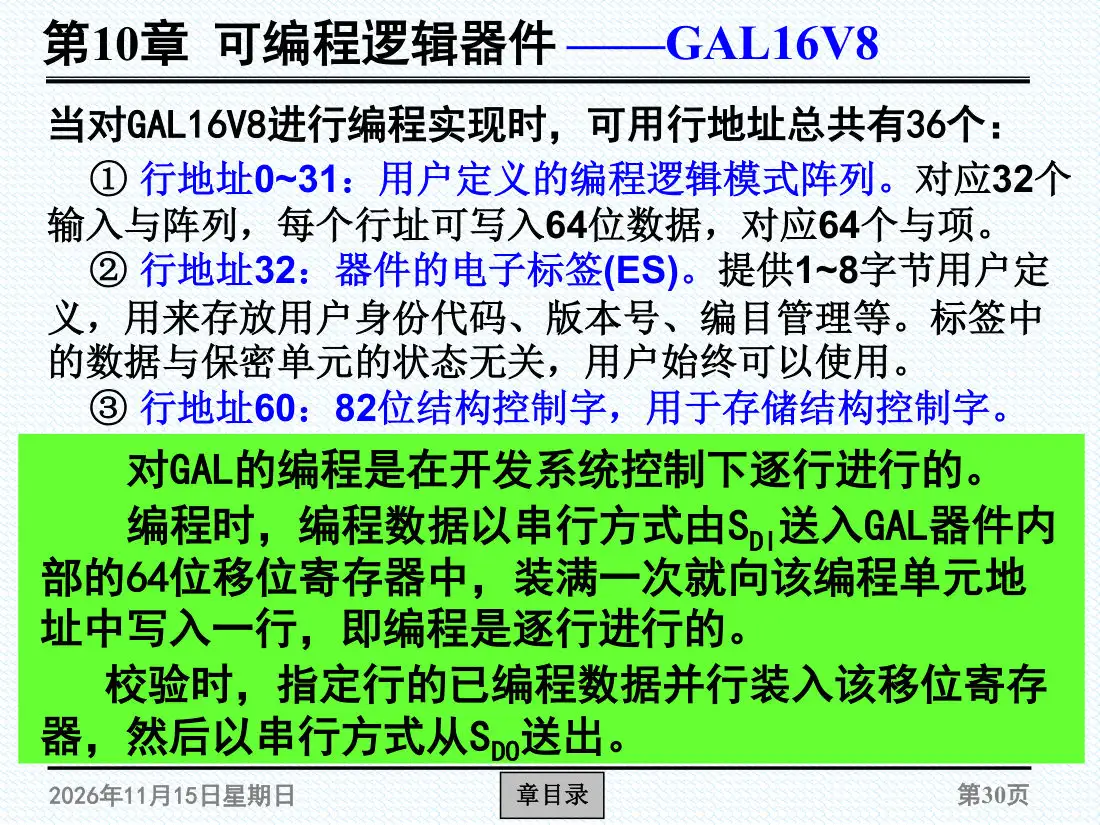 第10章 可编程逻辑器件 ——GAL16V8
当对GAL16V8进行编程实现时，可用行地址总共有36个：
① 行地址0~31：用户定义的编程逻辑模式阵列。对应32个
输入与阵列，每个行址可写入64位数据，对应64个与项。
② 行地址32：器件的电子标签(ES)。提供1~8字节用户定
义，用来存放用户身份代码、版本号、编目管理等。标签中
的数据与保密单元的状态无关，用户始终可以使用。
③ 行地址60：82位结构控制字，用于存储结构控制字。
对GAL的编程是在开发系统控制下逐行进行的。
编程时，编程数据以串行方式由SDI送入GAL器件内
部的64位移位寄存器中，装满一次就向该编程单元地
址中写入一行，即编程是逐行进行的。
校验时，指定行的已编程数据并行装入该移位寄存
器，然后以串行方式从SDO送出。
2026年11月15日星期日
章目录
第30页